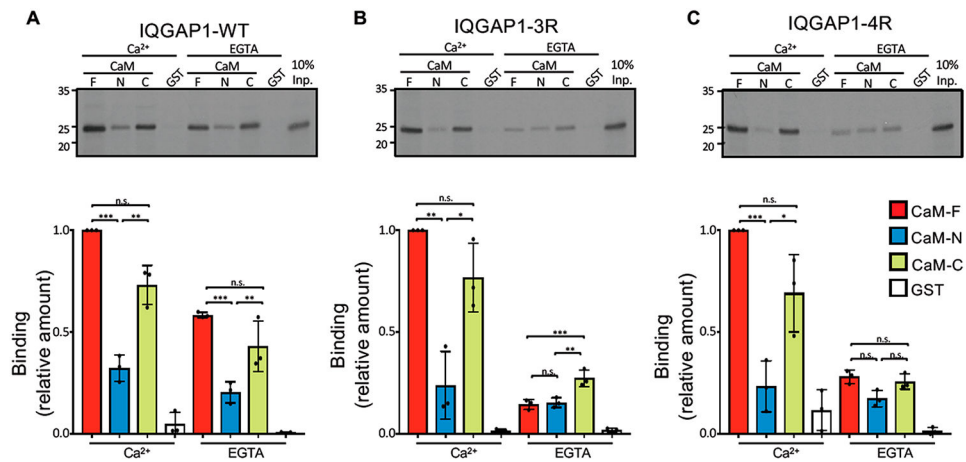 A
IQGAP1-WT
Ca²⁺
EGTA
CaM
GST
CaM
GST
10%
F N C
F N C
Inp.
35
25
20
n.s.
***
**
n.s.
***
**
1.0
0.5
0.0
Binding
(relative amount)
Ca²⁺
EGTA
B
IQGAP1-3R
Ca²⁺
EGTA
CaM
GST
CaM
GST
10%
F N C
F N C
Inp.
35
25
20
n.s.
**
*
***
n.s.
**
1.0
0.5
0.0
Binding
(relative amount)
Ca²⁺
EGTA
C
IQGAP1-4R
Ca²⁺
EGTA
CaM
GST
CaM
GST
10%
F N C
F N C
Inp.
35
25
20
n.s.
***
*
n.s.
n.s.
n.s.
1.0
0.5
0.0
Binding
(relative amount)
Ca²⁺
EGTA
CaM-F
CaM-N
CaM-C
GST